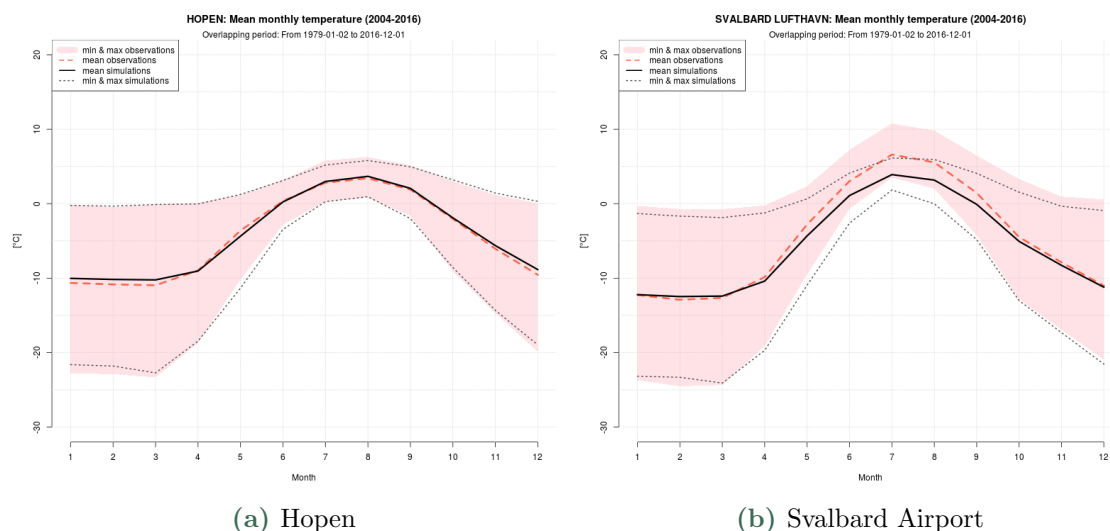 HOPEN: Mean monthly temperature (2004-2016)
Overlapping period: From 1979-01-02 to 2016-12-01
min & max observations
mean observations
mean simulations
min & max simulations
20
10
0
-10
-20
-30
[°C]
1 2 3 4 5 6 7 8 9 10 11 12
Month
(a) Hopen
SVALBARD LUFTHAVN: Mean monthly temperature (2004-2016)
Overlapping period: From 1979-01-02 to 2016-12-01
min & max observations
mean observations
mean simulations
min & max simulations
20
10
0
-10
-20
-30
[°C]
1 2 3 4 5 6 7 8 9 10 11 12
Month
(b) Svalbard Airport